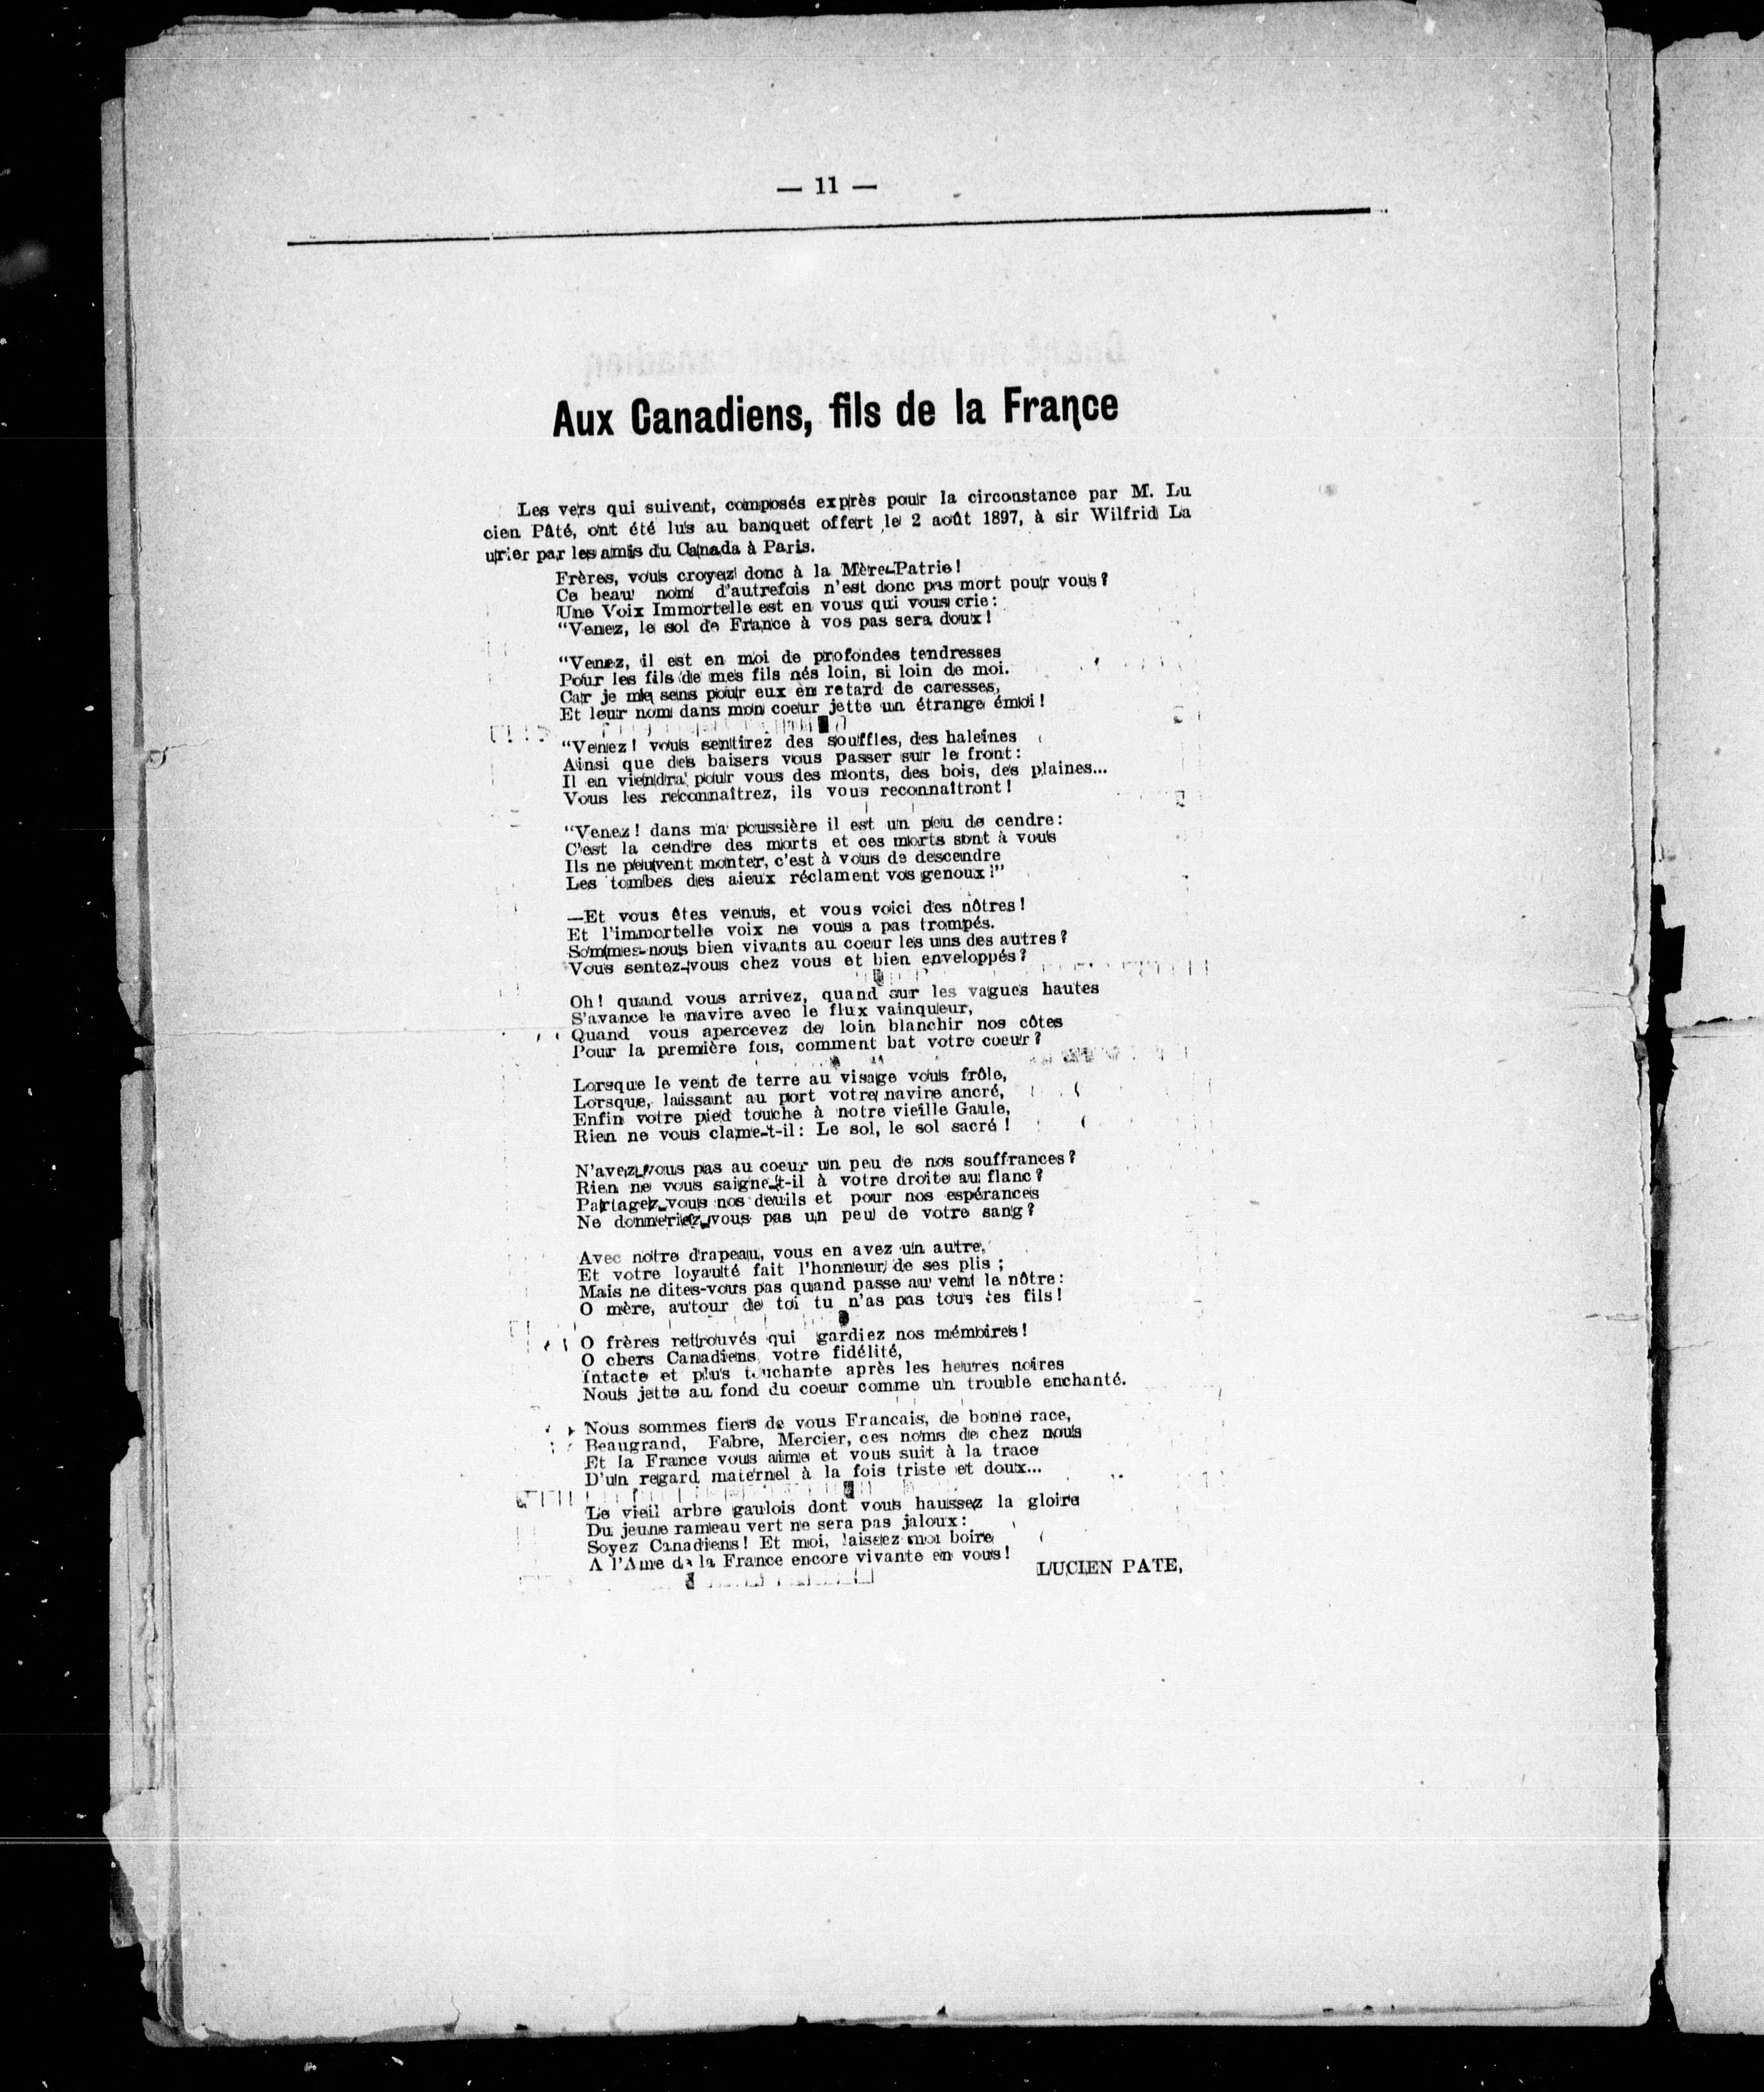 — 11 —
Aux Canadiens, fils de la France
Les vers qui suivent, composés exprès pour la circonstance par M. Lu
cien Pâté, ont été lus au banquet offert le 2 août 1897, à sir Wilfrid La
urier par les amis du Canada à Paris.
Frères, vous croyez donc à la Mère-Patrie!
Ce beau nom d'autrefois n'est donc pas mort pour vous?
Une Voix Immortelle est en vous qui vous crie:
"Venez, le sol de France à vos pas sera doux!
"Venez, il est en moi de profondes tendresses
Pour les fils de mes fils nés loin, si loin de moi.
Car je me sens pour eux en retard de caresses,
Et leur nom dans mon coeur jette un étrange émoi!
"Venez! vous sentirez des souffles, des haleines
Ainsi que des baisers vous passer sur le front:
Il en viendra pour vous des monts, des bois, des plaines...
Vous les reconnaîtrez, ils vous reconnaîtront!
"Venez! dans ma poussière il est un peu de cendre:
C'est la cendre des morts et ces morts sont à vous
Ils ne peuvent monter, c'est à vous de descendre
Les tombes des aieux réclament vos genoux!"
—Et vous êtes venus, et vous voici des nôtres!
Et l'immortelle voix ne vous a pas trompés.
Sommes-nous bien vivants au coeur les uns des autres?
Vous sentez-vous chez vous et bien enveloppés?
Oh! quand vous arrivez, quand sur les vagues hautes
S'avance le navire avec le flux vainqueur,
Quand vous apercevez de loin blanchir nos côtes
Pour la première fois, comment bat votre coeur?
Lorsque le vent de terre au visage vous frôle,
Lorsque, laissant au port votre navire ancré,
Enfin votre pied touche à notre vieille Gaule,
Rien ne vous clame-t-il: Le sol, le sol sacré!
N'avez-vous pas au coeur un peu de nos souffrances?
Rien ne vous saigne-t-il à votre droite au flanc?
Partagez-vous nos deuils et pour nos espérances
Ne donneriez-vous pas un peu de votre sang?
Avec notre drapeau, vous en avez un autre,
Et votre loyauté fait l'honneur de ses plis;
Mais ne dites-vous pas quand passe au vent le nôtre:
O mère, autour de toi tu n'as pas tous tes fils!
O frères retrouvés qui gardiez nos mémoires!
O chers Canadiens, votre fidélité,
Intacte et plus touchante après les heures noires
Nous jette au fond du coeur comme un trouble enchanté.
Nous sommes fiers de vous Francais, de bonne race,
Beaugrand, Fabre, Mercier, ces noms de chez nous
Et la France vous aime et vous suit à la trace
D'un regard maternel à la fois triste et doux...
Le vieil arbre gaulois dont vous haussez la gloire
Du jeune rameau vert ne sera pas jaloux:
Soyez Canadiens! Et moi, laissez-moi boire
A l'Ame de la France encore vivante en vous!
LUCIEN PATE,